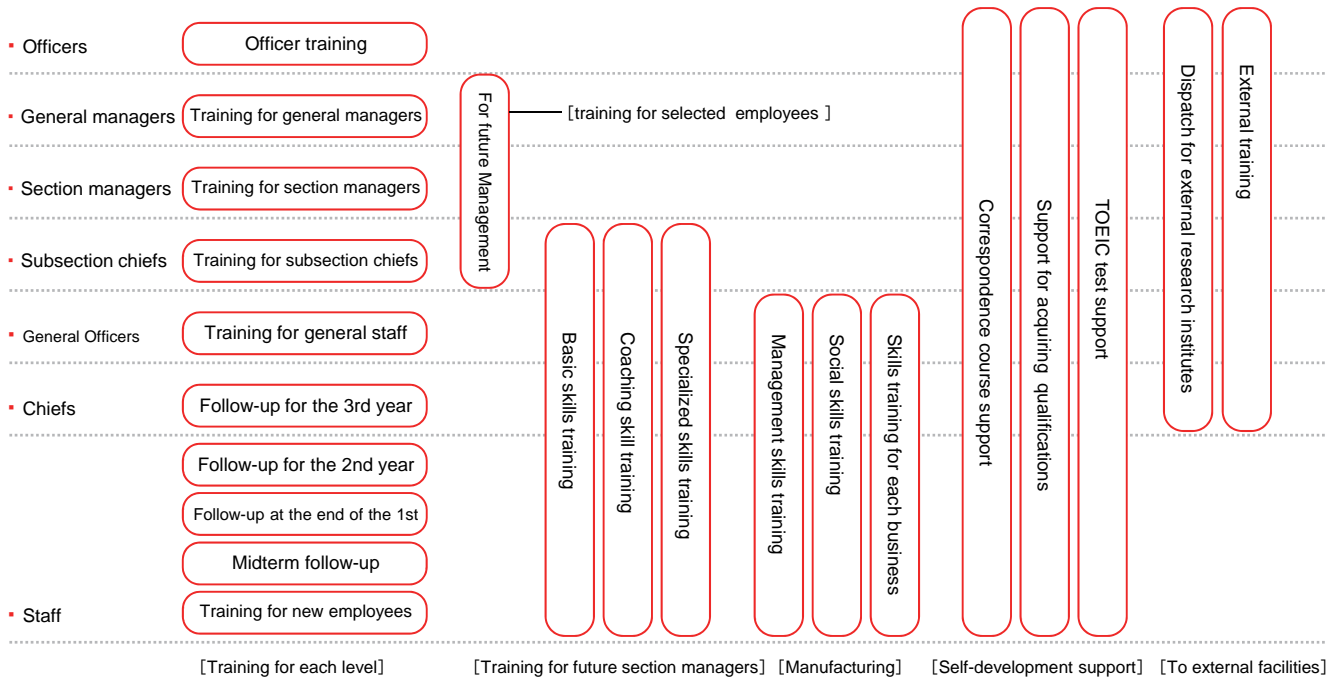 ▪ Officers
Officer training
▪ General managers
Training for general managers
▪ Section managers
Training for section managers
▪ Subsection chiefs
Training for subsection chiefs
▪ General Officers
Training for general staff
▪ Chiefs
Follow-up for the 3rd year
Follow-up for the 2nd year
Follow-up at the end of the 1st
Midterm follow-up
▪ Staff
Training for new employees
For future Management
[training for selected employees ]
Basic skills training
Coaching skill training
Specialized skills training
Management skills training
Social skills training
Skills training for each business
Correspondence course support
Support for acquiring qualifications
TOEIC test support
Dispatch for external research institutes
External training
[Training for each level]
[Training for future section managers]
[Manufacturing]
[Self-development support]
[To external facilities]